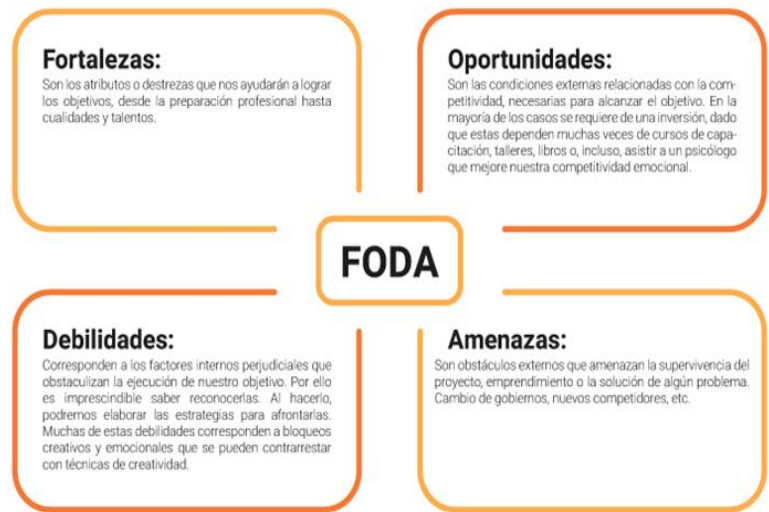 Fortalezas:
Son los atributos o destrezas que nos ayudarán a lograr
los objetivos, desde la preparación profesional hasta
cualidades y talentos.
Oportunidades:
Son las condiciones externas relacionadas con la com-
petitividad, necesarias para alcanzar el objetivo. En la
mayoría de los casos se requiere de una inversión, dado
que estas dependen muchas veces de cursos de capa-
citación, talleres, libros o, incluso, asistir a un psicólogo
que mejore nuestra competitividad emocional.
FODA
Debilidades:
Corresponden a los factores internos perjudiciales que
obstaculizan la ejecución de nuestro objetivo. Por ello
es imprescindible saber reconocerlas. Al hacerlo,
podremos elaborar las estrategias para afrontarlas.
Muchas de estas debilidades corresponden a bloqueos
creativos y emocionales que se pueden contrarrestar
con técnicas de creatividad.
Amenazas:
Son obstáculos externos que amenazan la supervivencia del
proyecto, emprendimiento o la solución de algún problema.
Cambio de gobiernos, nuevos competidores, etc.